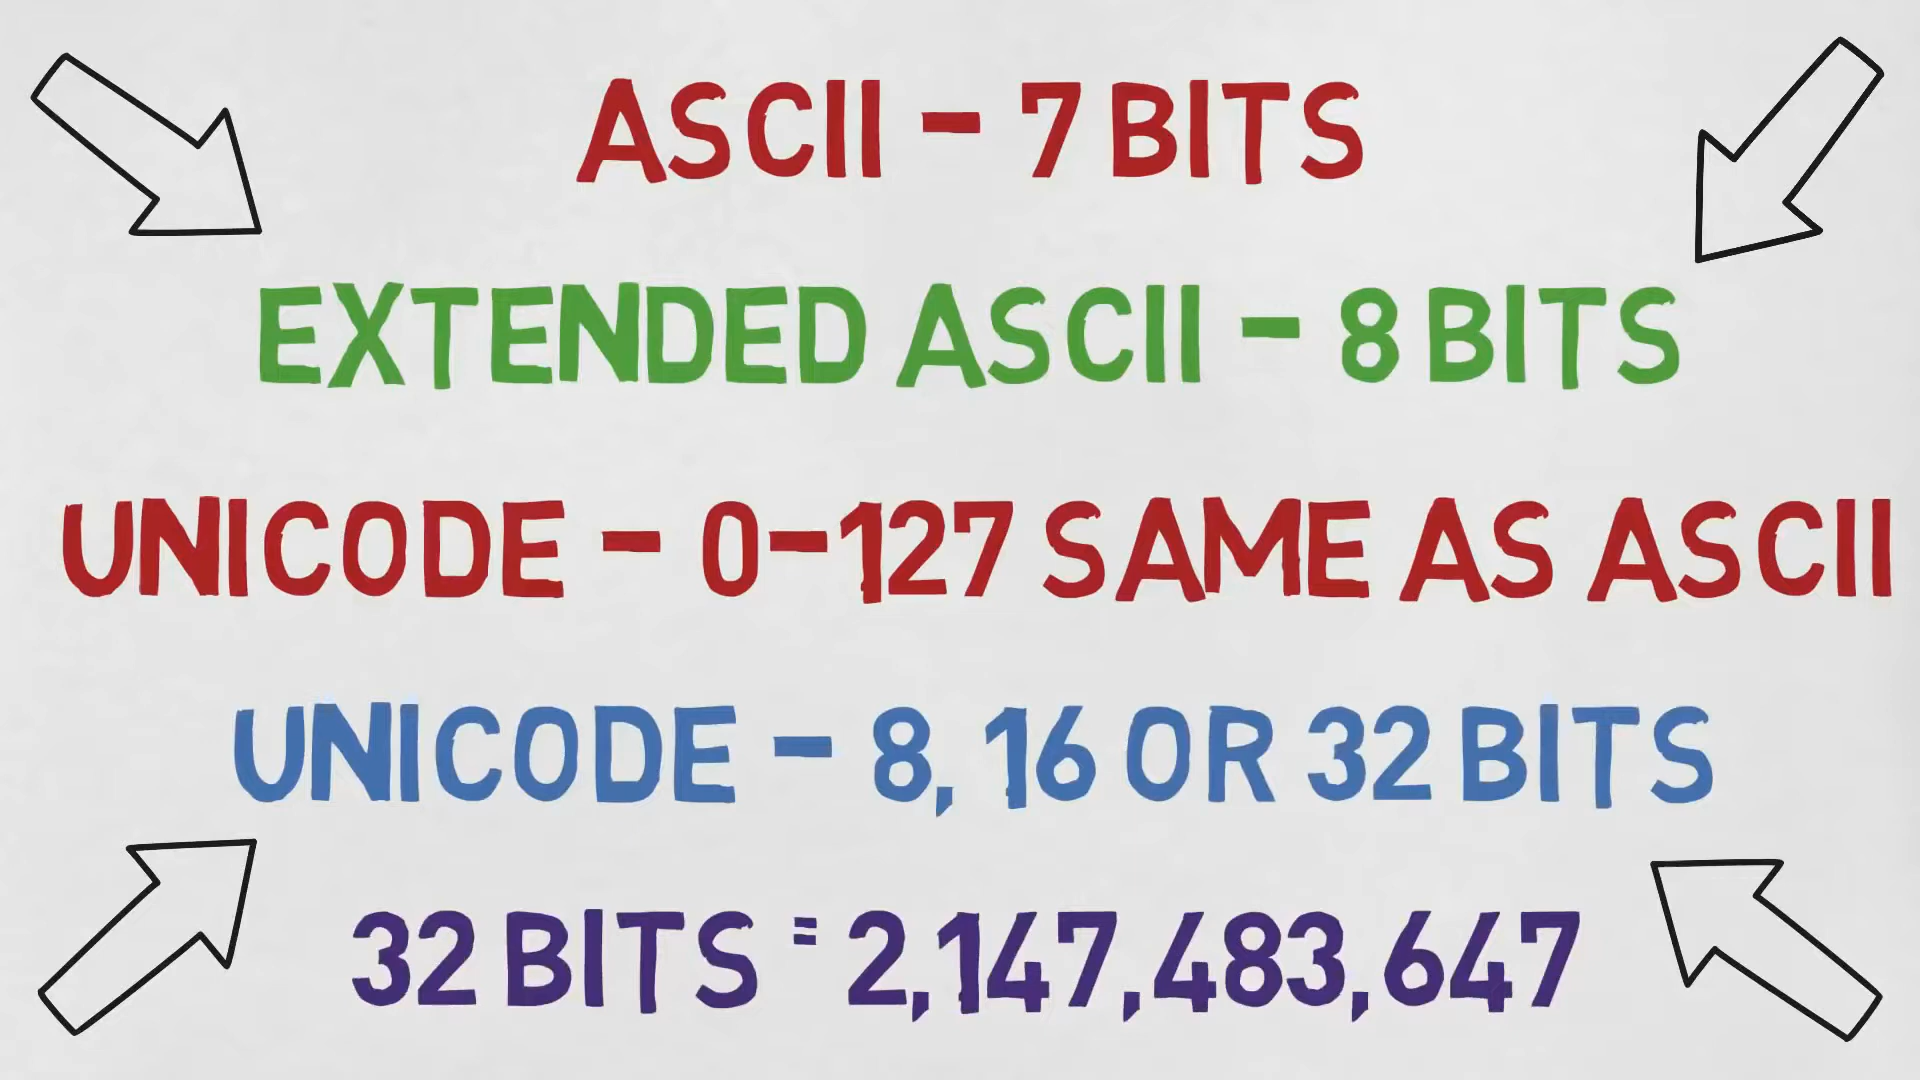 ASCII - 7 BITS
EXTENDED ASCII - 8 BITS
UNICODE - 0-127 SAME AS ASCII
UNICODE - 8, 16 OR 32 BITS
32 BITS = 2,147,483,647